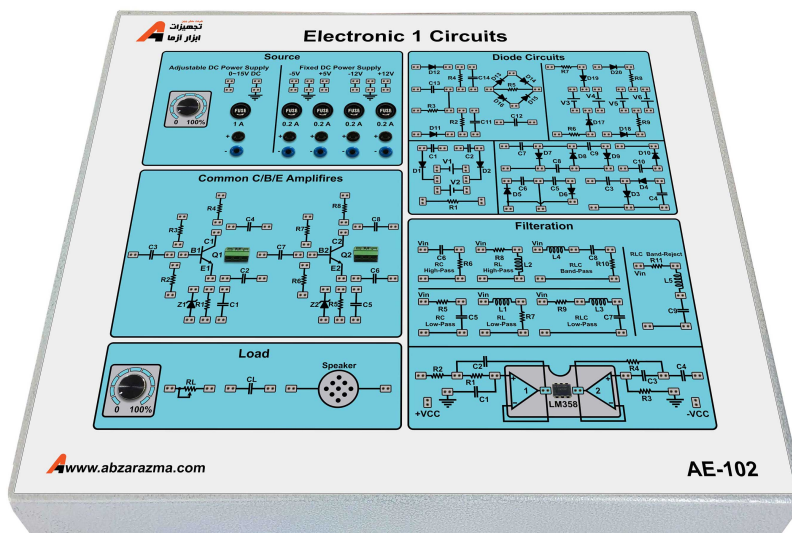 گروه صنعتی
تجهیزات
ابزار ازما
Electronic 1 Circuits
Source
Adjustable DC Power Supply
0~15V DC
Fixed DC Power Supply
-5V +5V -12V +12V
0 100%
FUSE FUSE FUSE FUSE FUSE
1 A 0.2 A 0.2 A 0.2 A 0.2 A
+ + + + +
- - - - -
Diode Circuits
D12 R4 C14 C13 D13 D14 R5 D16 D15
R3 R2 C11 C12 D11
R7 D19 D20 R8 V3 V4 V5 V6 D17 R9 R6 D18
C1 C2 D1 V1 D2 V2 R1
C7 D7 D8 C9 D9 D10 C8 C10
C6 D5 C5 D6 C3 D4 D3 C4
Common C/B/E Amplifires
R4 C4 R3 C1 C3 B1 Q1 E1 R2 C2 Z1 R1 C1
R8 C8 R7 C2 C7 B2 Q2 E2 R6 C6 Z2 R5 C5
Filteration
Vin C6 R6 RC High-Pass
Vin R8 L2 RL High-Pass
Vin L4 C8 R10 RLC Band-Pass
RLC Band-Reject
Vin R11 L5 C9
Vin R5 C5 RC Low-Pass
Vin L1 R7 RL Low-Pass
Vin R9 L3 C7 RLC Low-Pass
Load
0 100%
RL CL Speaker
R2 C2 R1 C1 +VCC
+ - 1 LM358 2 + -
R4 C3 C4 R3 -VCC
www.abzarazma.com
AE-102